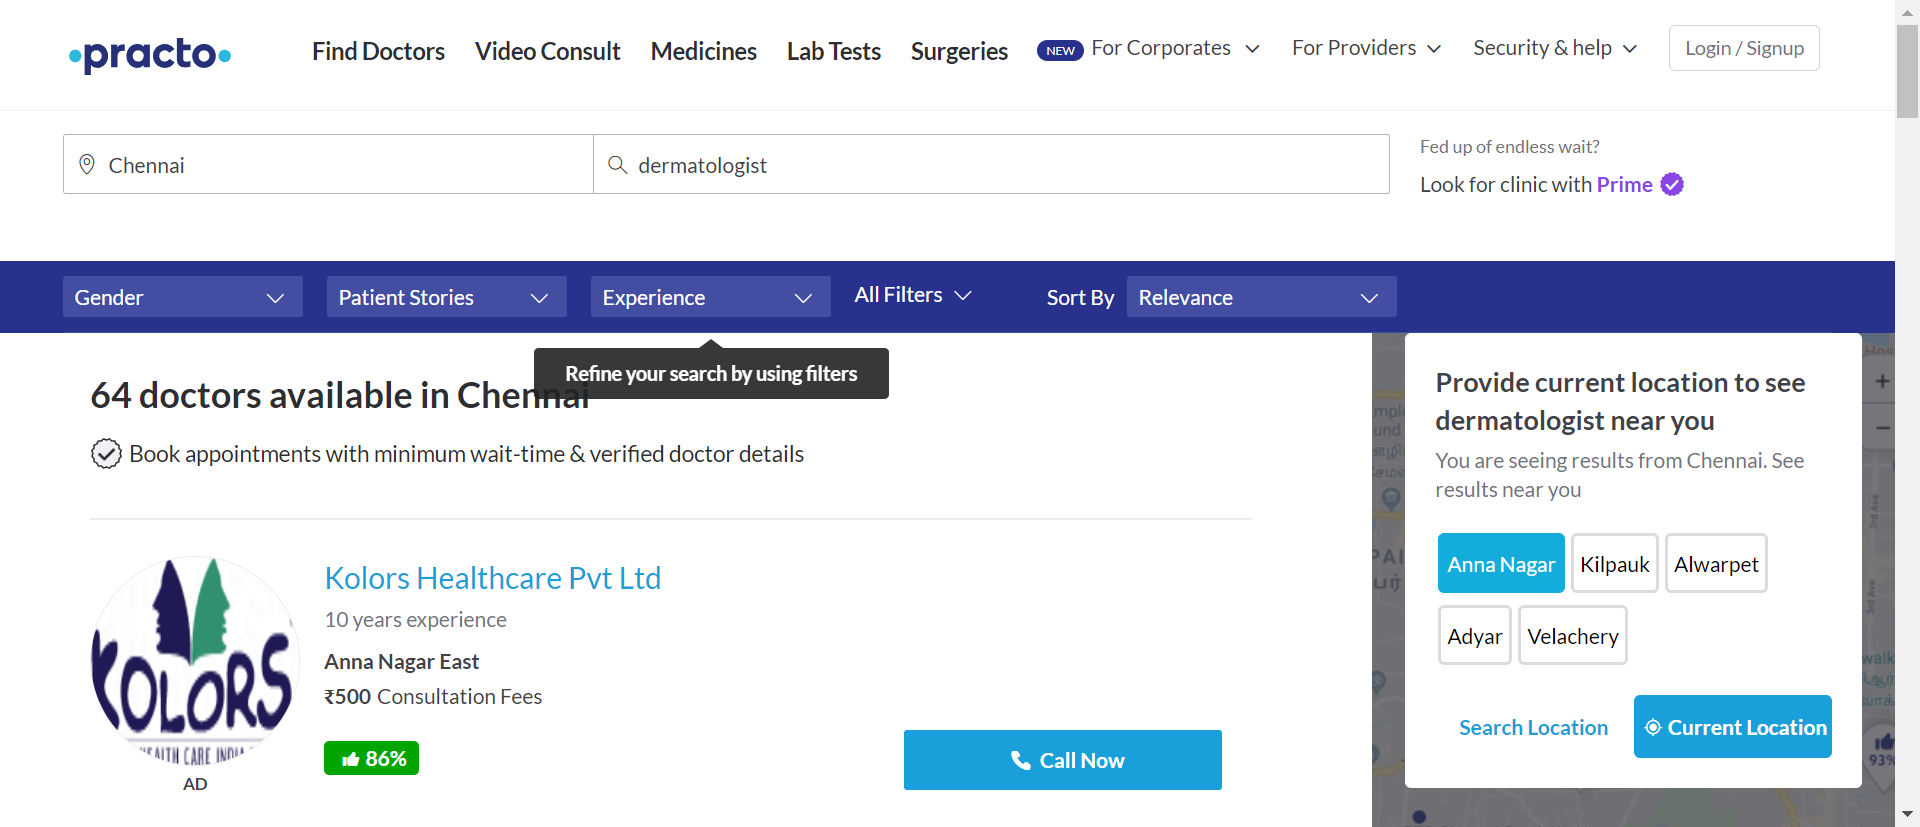 practo
Find Doctors
Video Consult
Medicines
Lab Tests
Surgeries
NEW
For Corporates
For Providers
Security & help
Login / Signup
Chennai
dermatologist
Fed up of endless wait?
Look for clinic with Prime
Gender
Patient Stories
Experience
All Filters
Sort By
Relevance
Refine your search by using filters
64 doctors available in Chennai
Book appointments with minimum wait-time & verified doctor details
Kolors Healthcare Pvt Ltd
10 years experience
Anna Nagar East
₹500 Consultation Fees
86%
KOLORS
HEALTH CARE INDIA
AD
Call Now
Provide current location to see
dermatologist near you
You are seeing results from Chennai. See
results near you
Anna Nagar
Kilpauk
Alwarpet
Adyar
Velachery
Search Location
Current Location
3rd Ave
3rd Ave
93%